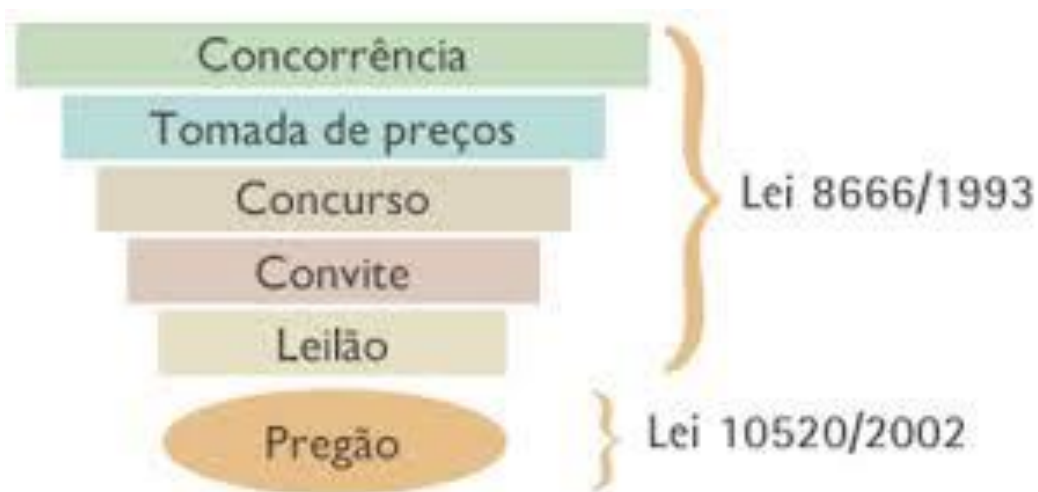 Concorrência
Tomada de preços
Concurso
Convite
Leilão
Lei 8666/1993
Pregão
Lei 10520/2002